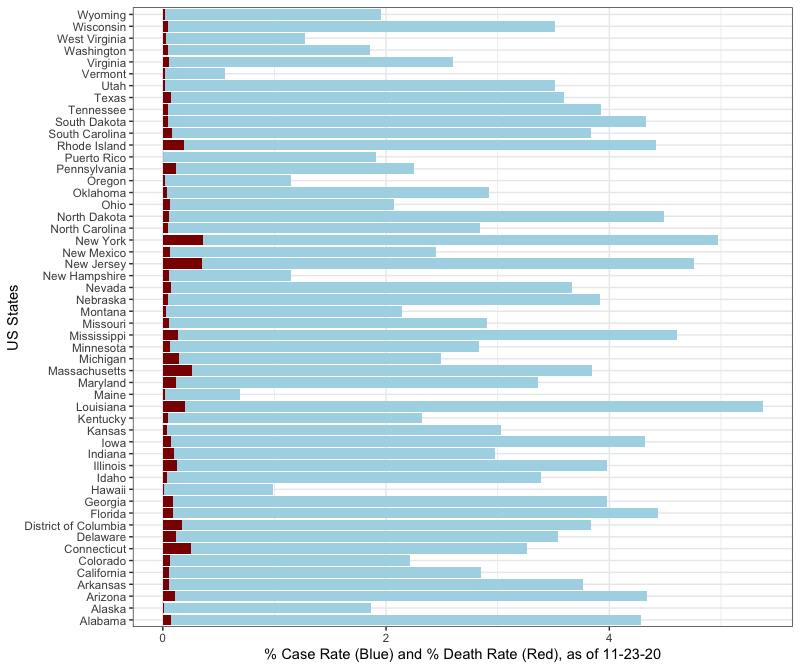 Wyoming
Wisconsin
West Virginia
Washington
Virginia
Vermont
Utah
Texas
Tennessee
South Dakota
South Carolina
Rhode Island
Puerto Rico
Pennsylvania
Oregon
Oklahoma
Ohio
North Dakota
North Carolina
New York
New Mexico
New Jersey
New Hampshire
Nevada
Nebraska
Montana
Missouri
Mississippi
Minnesota
Michigan
Massachusetts
Maryland
Maine
Louisiana
Kentucky
Kansas
Iowa
Indiana
Illinois
Idaho
Hawaii
Georgia
Florida
District of Columbia
Delaware
Connecticut
Colorado
California
Arkansas
Arizona
Alaska
Alabama
US States
0 2 4
% Case Rate (Blue) and % Death Rate (Red), as of 11-23-20